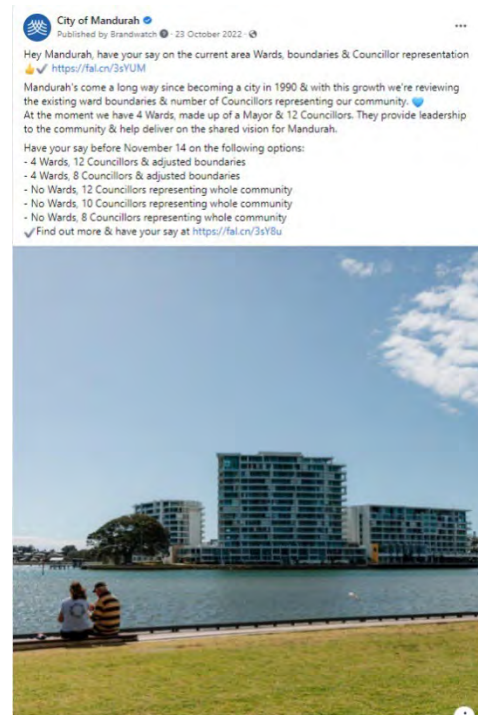 City of Mandurah
Published by Brandwatch · 23 October 2022 ·
Hey Mandurah, have your say on the current area Wards, boundaries & Councillor representation
👍✔ https://fal.cn/3sYUM
Mandurah's come a long way since becoming a city in 1990 & with this growth we're reviewing
the existing ward boundaries & number of Councillors representing our community. 💙
At the moment we have 4 Wards, made up of a Mayor & 12 Councillors. They provide leadership
to the community & help deliver on the shared vision for Mandurah.
Have your say before November 14 on the following options:
- 4 Wards, 12 Councillors & adjusted boundaries
- 4 Wards, 8 Councillors & adjusted boundaries
- No Wards, 12 Councillors representing whole community
- No Wards, 10 Councillors representing whole community
- No Wards, 8 Councillors representing whole community
✔Find out more & have your say at https://fal.cn/3sY8u